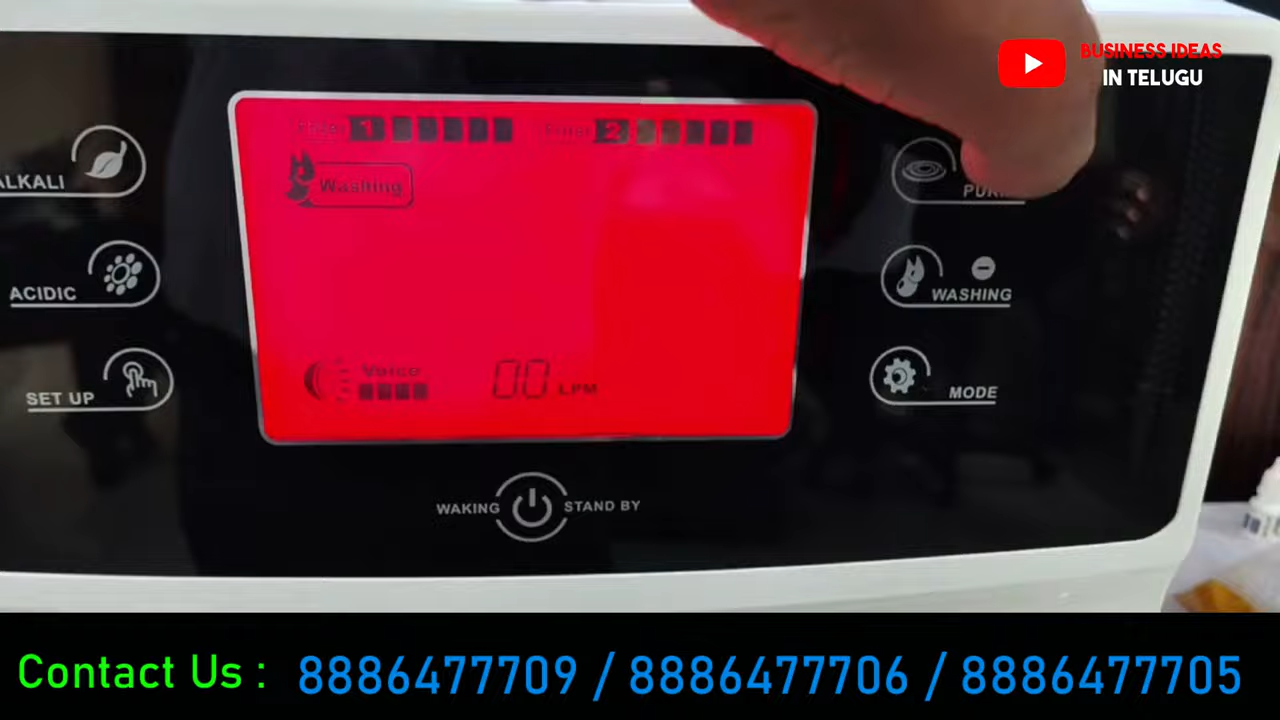 BUSINESS IDEAS
IN TELUGU
Filter 1 Filter 2
Washing
ALKALI
ACIDIC
WASHING
SET UP
MODE
Voice
00 LPM
WAKING STAND BY
Contact Us : 8886477709 / 8886477706 / 8886477705